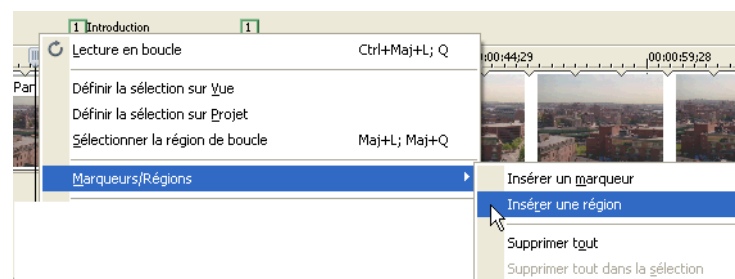 1 Introduction 1
Lecture en boucle Ctrl+Maj+L; Q
:00:44;29 00:00:59;28
Par
Définir la sélection sur Vue
Définir la sélection sur Projet
Sélectionner la région de boucle Maj+L; Maj+Q
Marqueurs/Régions
Insérer un marqueur
Insérer une région
Supprimer tout
Supprimer tout dans la sélection